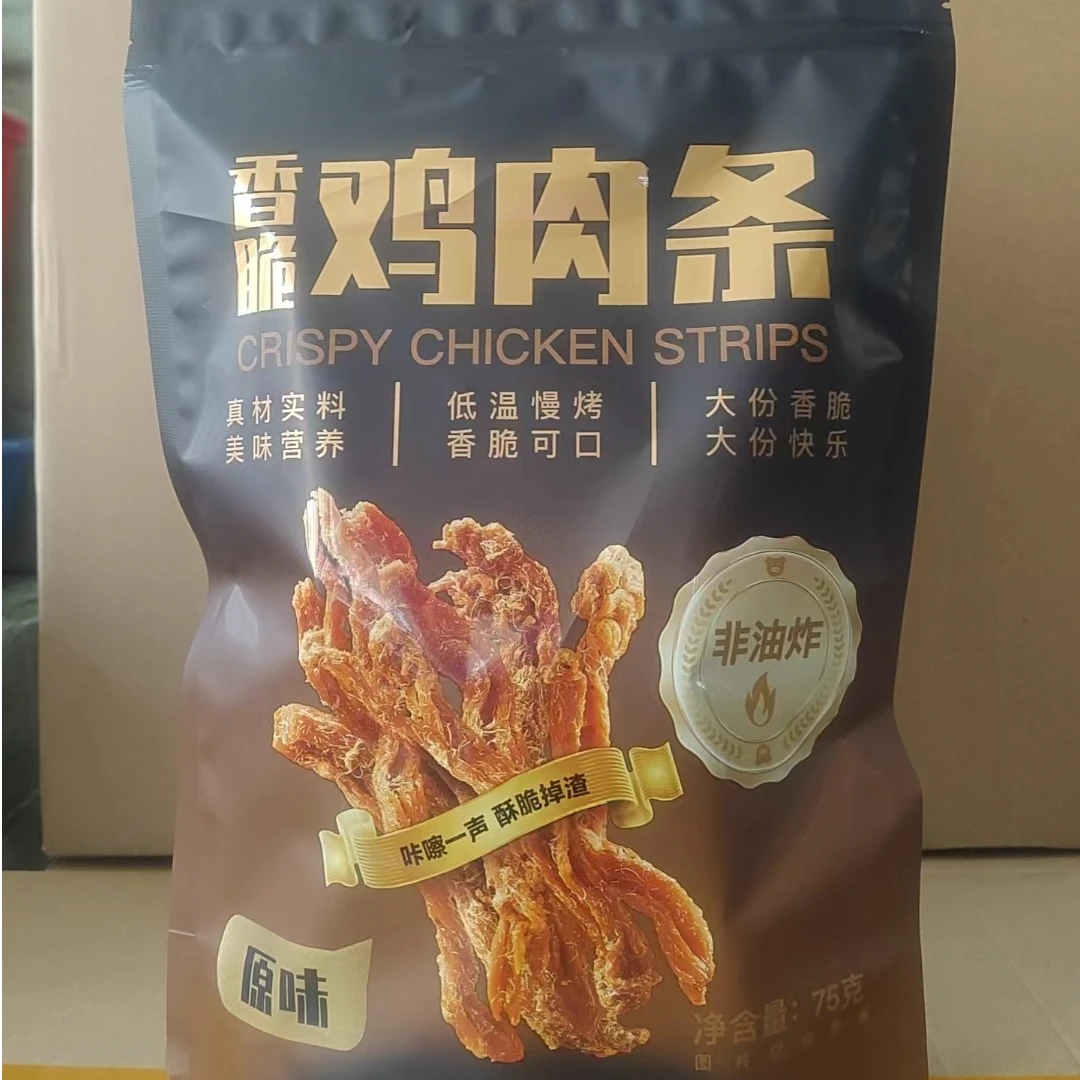 香脆鸡肉条
CRISPY CHICKEN STRIPS
真材实料
美味营养
低温慢烤
香脆可口
大份香脆
大份快乐
非油炸
咔嚓一声 酥脆掉渣
原味
净含量：75克
图片